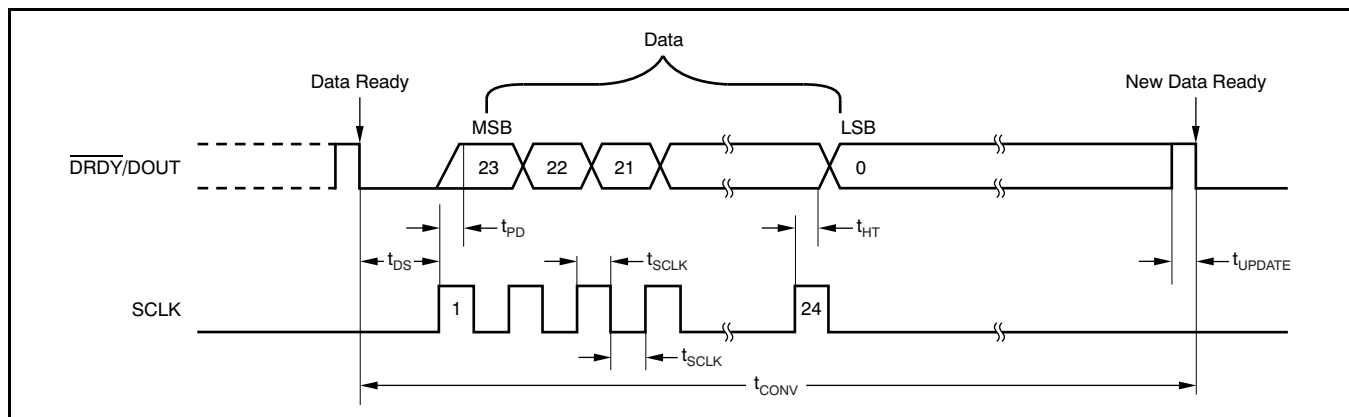 Data
Data Ready
New Data Ready
MSB
LSB
DRDY/DOUT
23
22
21
0
tPD
tHT
tDS
tSCLK
tUPDATE
SCLK
1
24
tSCLK
tCONV